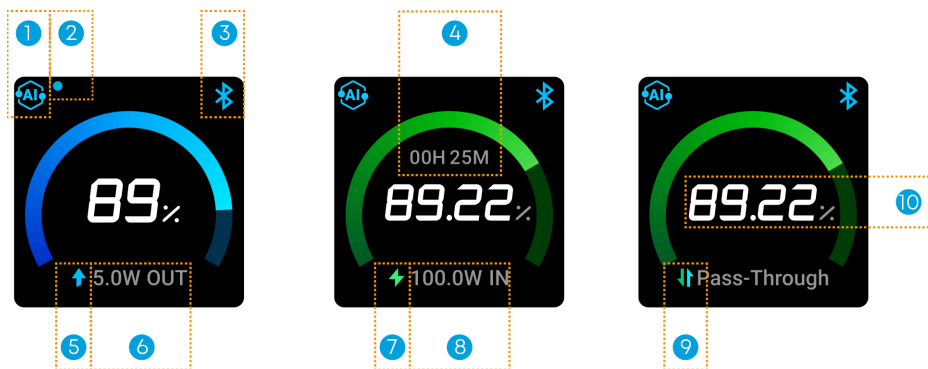 1 2 3 4
AI AI AI
00H 25M
89% 89.22% 89.22% 10
5.0W OUT 100.0W IN Pass-Through
5 6 7 8 9